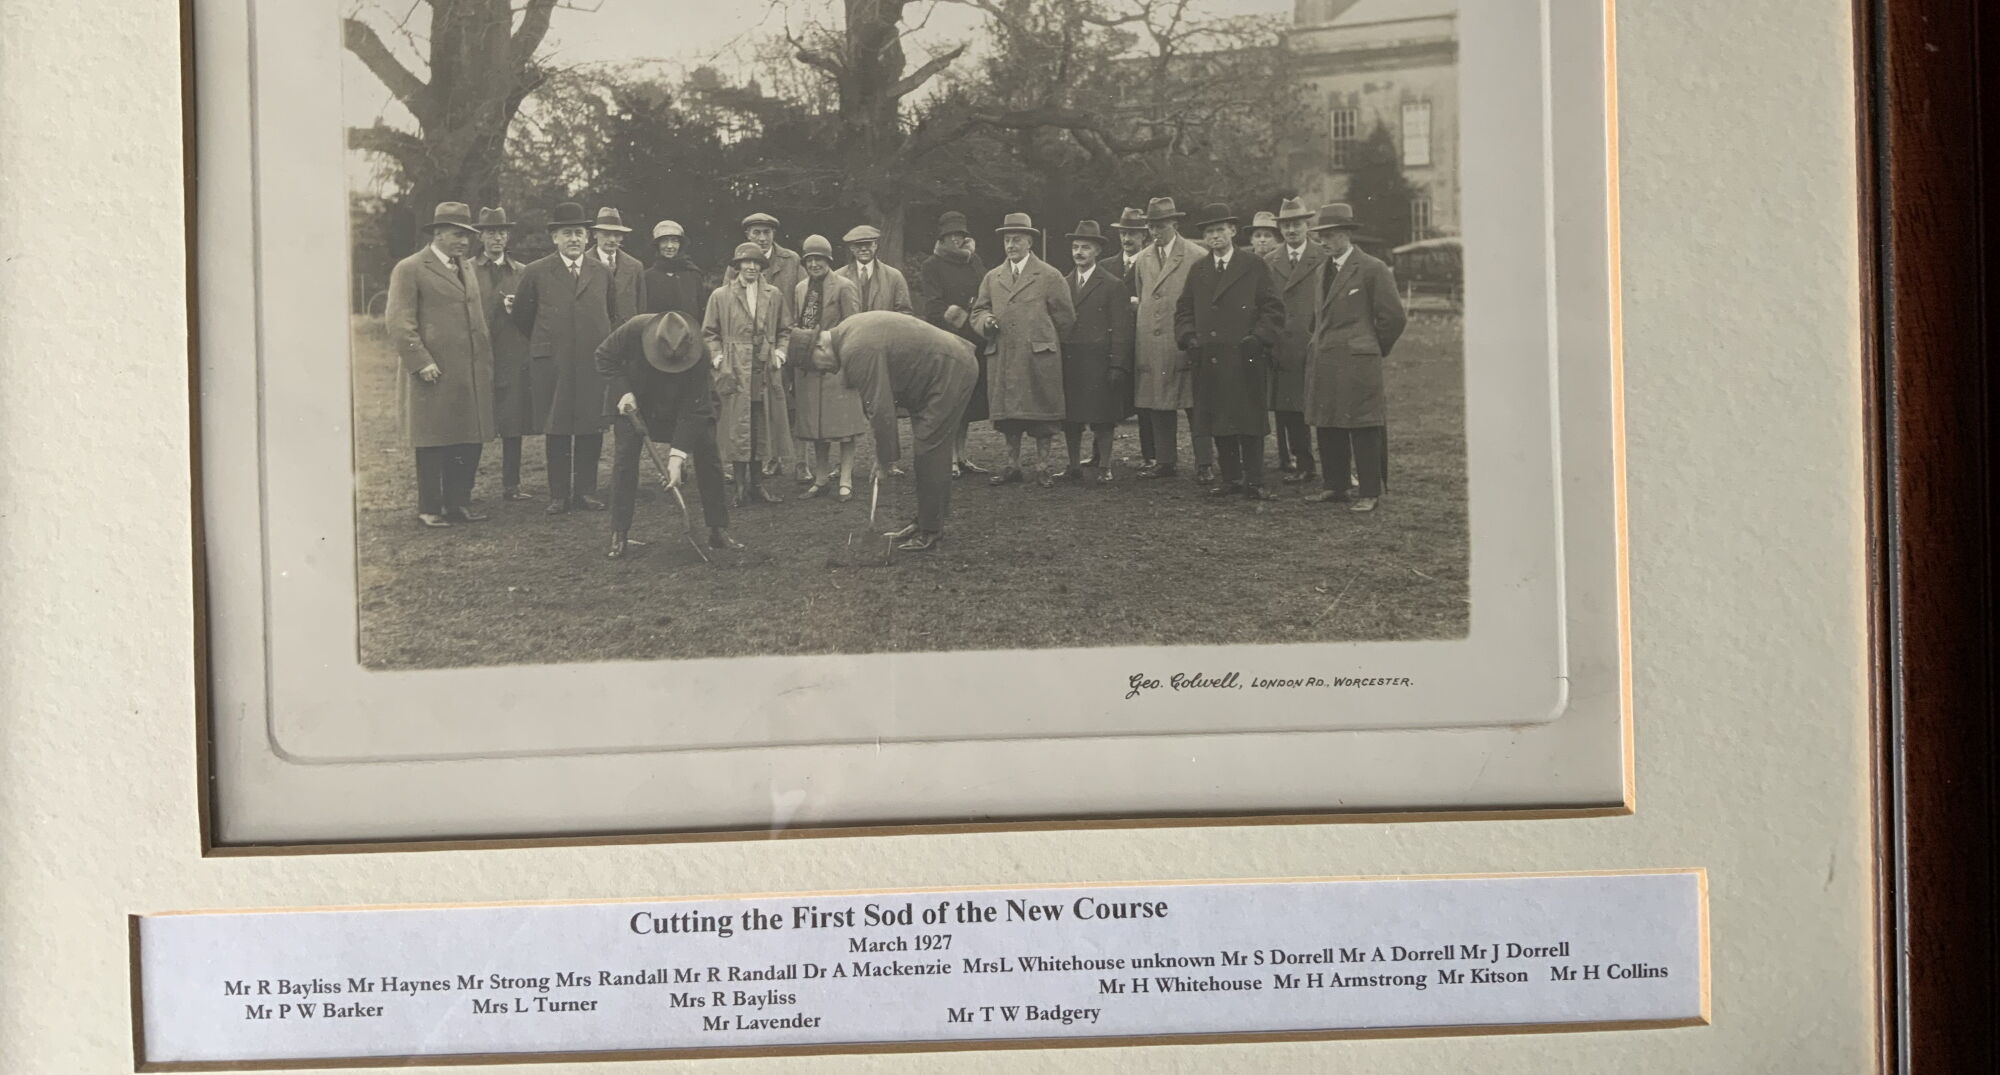 Geo. Colwell, LONDON RD., WORCESTER.
Cutting the First Sod of the New Course
March 1927
Mr R Bayliss Mr Haynes Mr Strong Mrs Randall Mr R Randall Dr A Mackenzie MrsL Whitehouse unknown Mr S Dorrell Mr A Dorrell Mr J Dorrell
Mr P W Barker Mrs L Turner Mrs R Bayliss Mr H Whitehouse Mr H Armstrong Mr Kitson Mr H Collins
Mr Lavender Mr T W Badgery